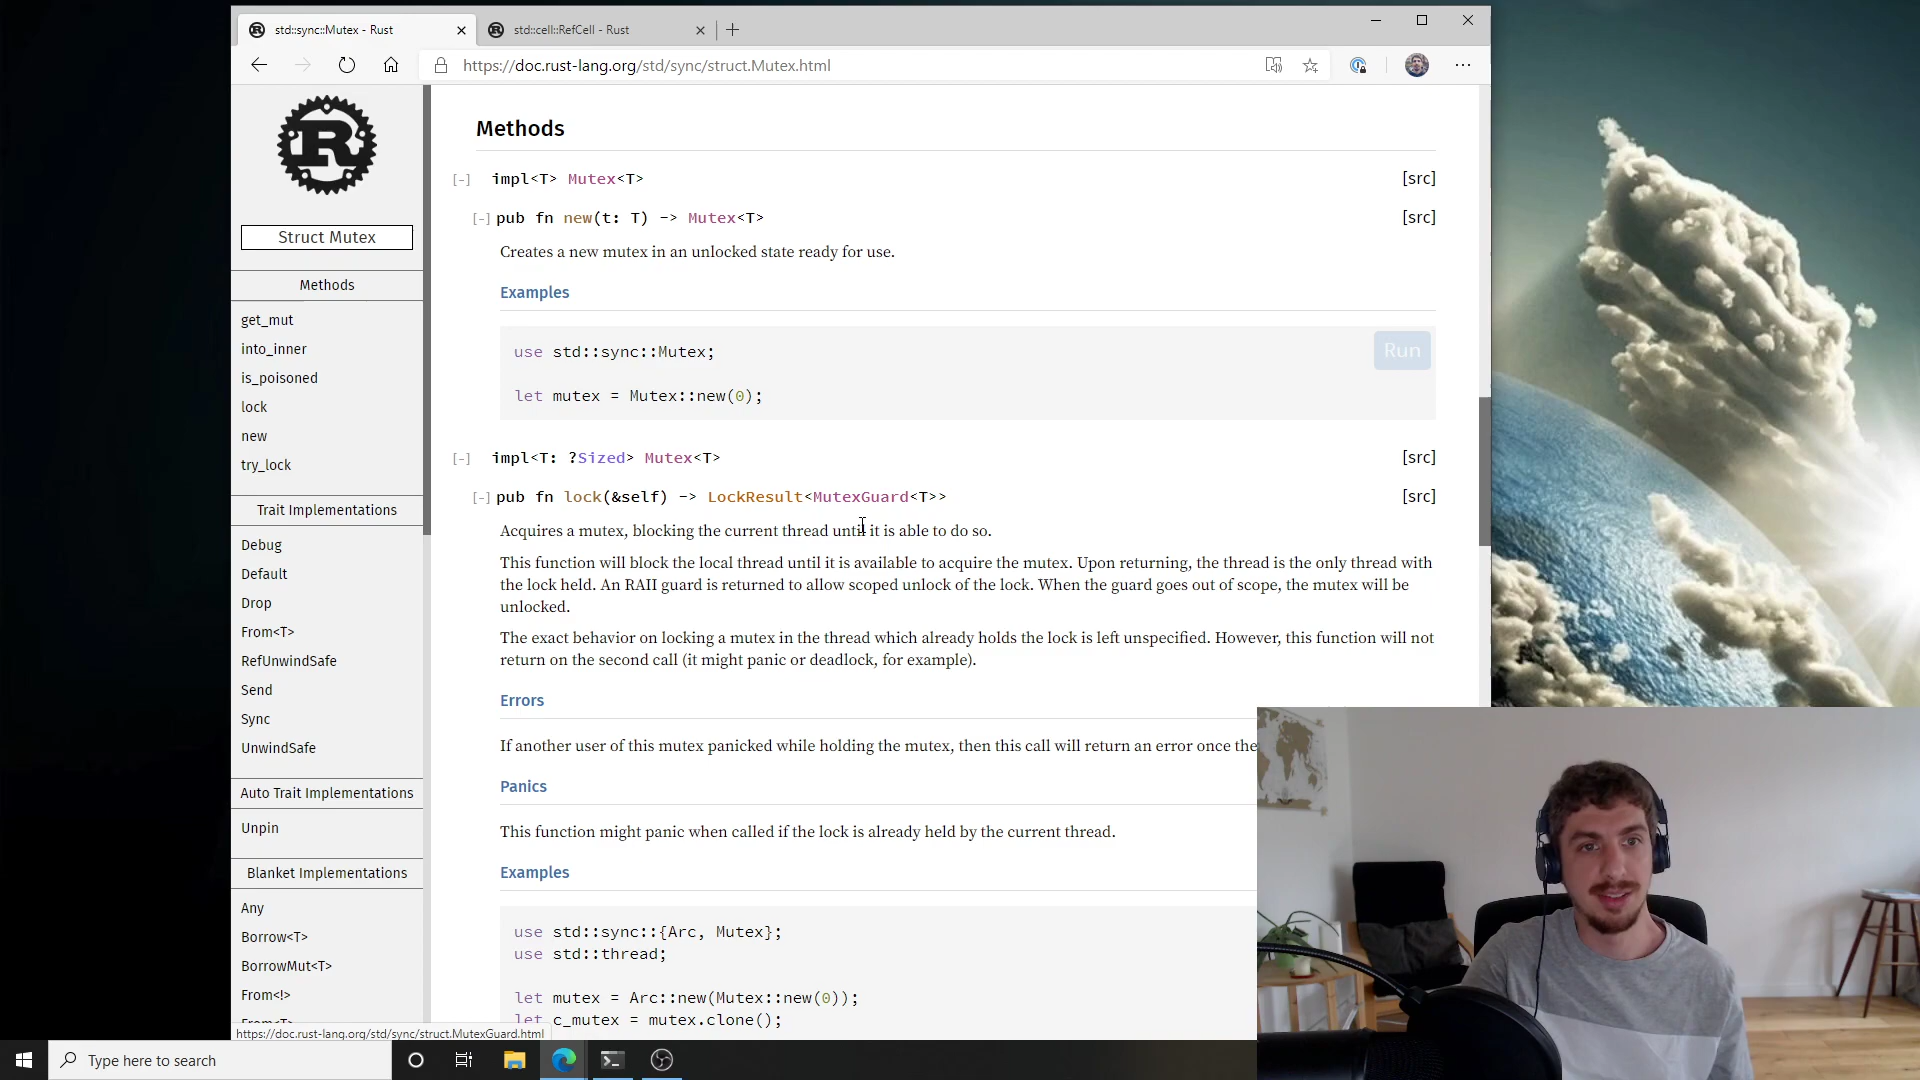 std::sync::Mutex - Rust
std::cell::RefCell - Rust
https://doc.rust-lang.org/std/sync/struct.Mutex.html
R
Struct Mutex
Methods
get_mut
into_inner
is_poisoned
lock
new
try_lock
Trait Implementations
Debug
Default
Drop
From<T>
RefUnwindSafe
Send
Sync
UnwindSafe
Auto Trait Implementations
Unpin
Blanket Implementations
Any
Borrow<T>
BorrowMut<T>
From<!>
Methods
[-] impl<T> Mutex<T> [src]
[-] pub fn new(t: T) -> Mutex<T> [src]
Creates a new mutex in an unlocked state ready for use.
Examples
use std::sync::Mutex;
Run
let mutex = Mutex::new(0);
[-] impl<T: ?Sized> Mutex<T> [src]
[-] pub fn lock(&self) -> LockResult<MutexGuard<T>> [src]
Acquires a mutex, blocking the current thread until it is able to do so.
This function will block the local thread until it is available to acquire the mutex. Upon returning, the thread is the only thread with
the lock held. An RAII guard is returned to allow scoped unlock of the lock. When the guard goes out of scope, the mutex will be
unlocked.
The exact behavior on locking a mutex in the thread which already holds the lock is left unspecified. However, this function will not
return on the second call (it might panic or deadlock, for example).
Errors
If another user of this mutex panicked while holding the mutex, then this call will return an error once the
Panics
This function might panic when called if the lock is already held by the current thread.
Examples
use std::sync::{Arc, Mutex};
use std::thread;
let mutex = Arc::new(Mutex::new(0));
let c_mutex = mutex.clone();
https://doc.rust-lang.org/std/sync/struct.MutexGuard.html
Type here to search